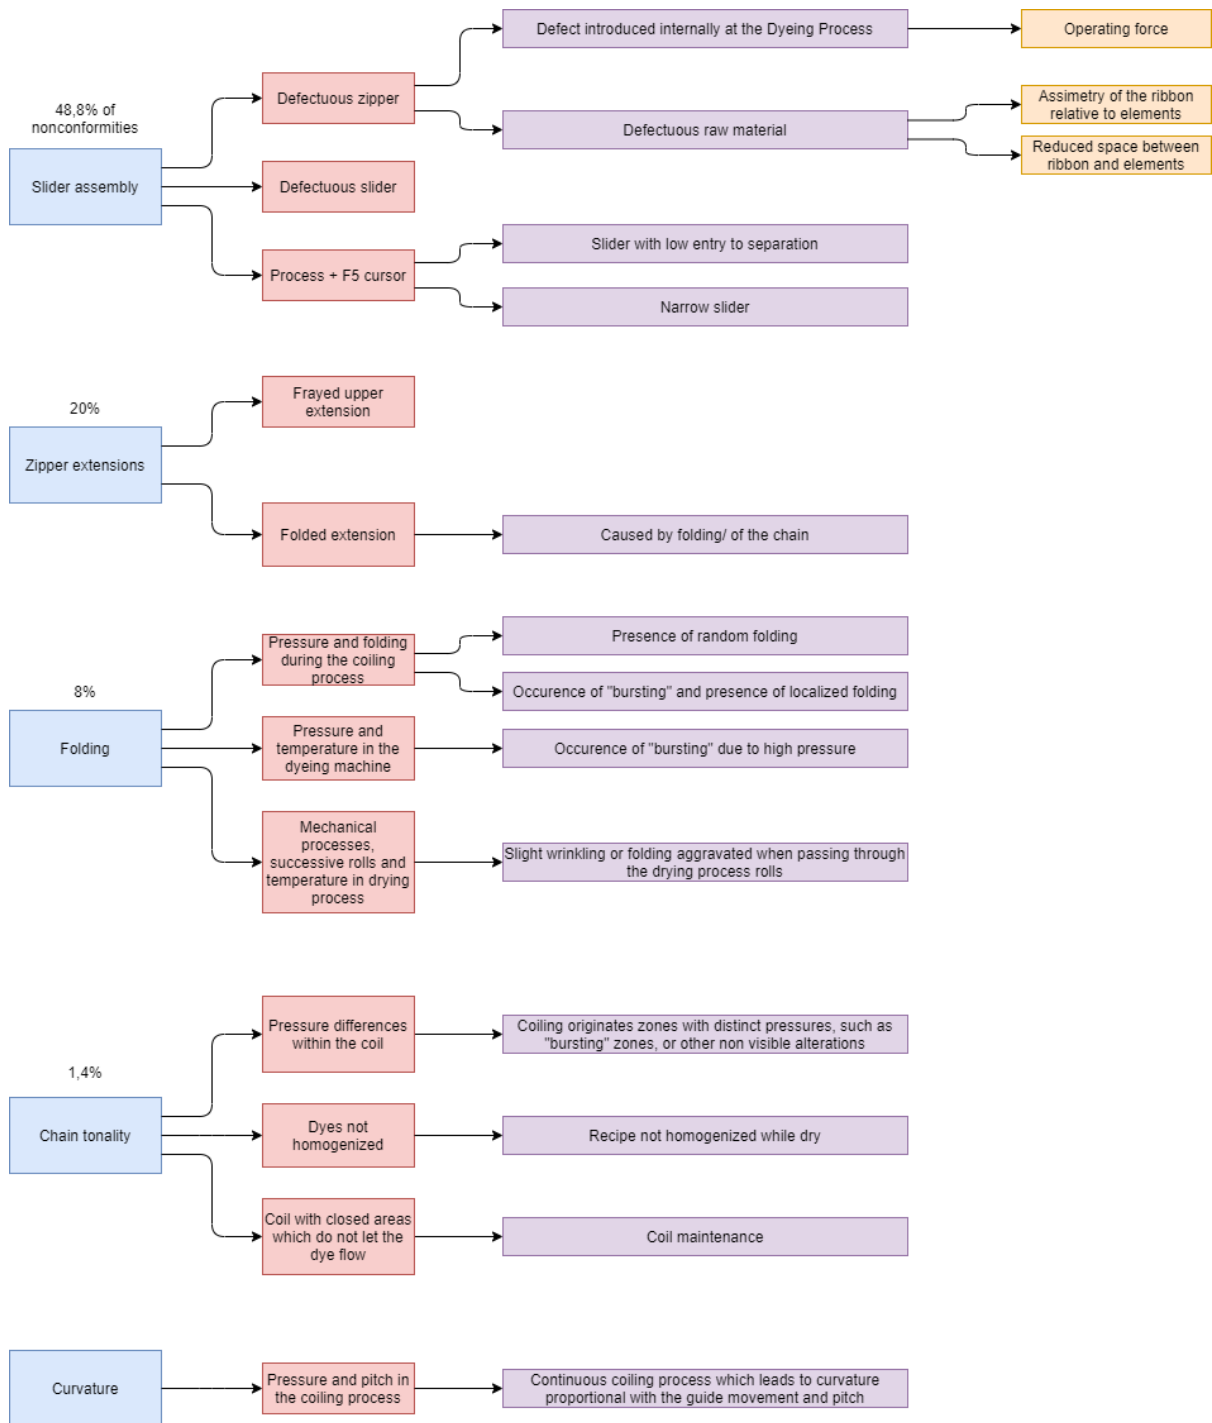 48,8% of
nonconformities
Slider assembly
Defectuous zipper
Defect introduced internally at the Dyeing Process
Operating force
Defectuous raw material
Assimetry of the ribbon
relative to elements
Reduced space between
ribbon and elements
Defectuous slider
Process + F5 cursor
Slider with low entry to separation
Narrow slider
20%
Zipper extensions
Frayed upper
extension
Folded extension
Caused by folding/ of the chain
8%
Folding
Pressure and folding
during the coiling
process
Presence of random folding
Occurence of "bursting" and presence of localized folding
Pressure and
temperature in the
dyeing machine
Occurence of "bursting" due to high pressure
Mechanical
processes,
successive rolls and
temperature in drying
process
Slight wrinkling or folding aggravated when passing through
the drying process rolls
1,4%
Chain tonality
Pressure differences
within the coil
Coiling originates zones with distinct pressures, such as
"bursting" zones, or other non visible alterations
Dyes not
homogenized
Recipe not homogenized while dry
Coil with closed areas
which do not let the
dye flow
Coil maintenance
Curvature
Pressure and pitch in
the coiling process
Continuous coiling process which leads to curvature
proportional with the guide movement and pitch